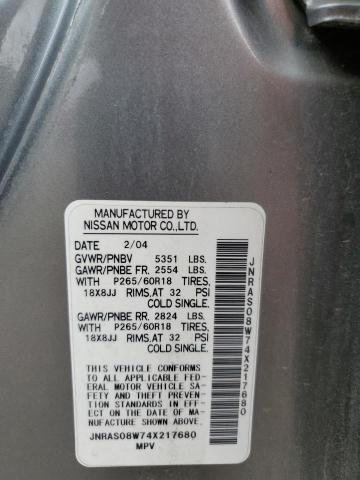 MANUFACTURED BY
NISSAN MOTOR CO.,LTD.
DATE 2/04
GVWR/PNBV 5351 LBS.
GAWR/PNBE FR. 2554 LBS.
WITH P265/60R18 TIRES,
18X8JJ RIMS,AT 32 PSI
COLD SINGLE.
GAWR/PNBE RR. 2824 LBS.
WITH P265/60R18 TIRES,
18X8JJ RIMS,AT 32 PSI
COLD SINGLE.
THIS VEHICLE CONFORMS
TO ALL APPLICABLE FED-
ERAL MOTOR VEHICLE SA-
FETY AND THEFT
PREVENTION STANDARDS IN EFF-
ECT ON THE DATE OF MA-
NUFACTURE SHOWN ABOVE.
JNRAS08W74X217680
MPV
JNRAS08W74X217680